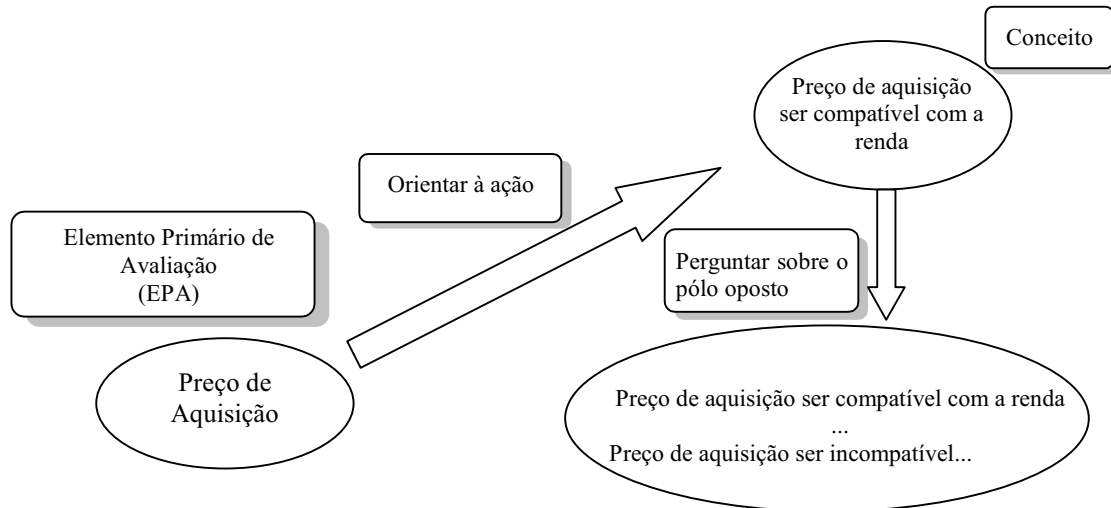 Conceito
Preço de aquisição
ser compatível com a
renda
Orientar à ação
Elemento Primário de
Avaliação
(EPA)
Perguntar sobre o
pólo oposto
Preço de
Aquisição
Preço de aquisição ser compatível com a renda
...
Preço de aquisição ser incompatível...